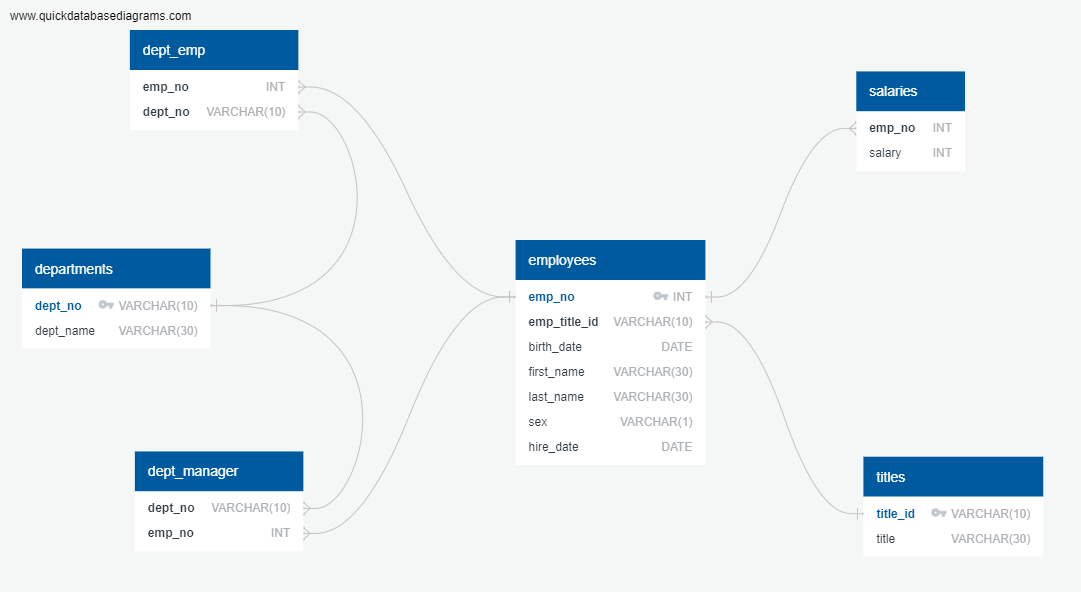 www.quickdatabasediagrams.com
dept_emp
emp_no INT
dept_no VARCHAR(10)
salaries
emp_no INT
salary INT
departments
dept_no VARCHAR(10)
dept_name VARCHAR(30)
employees
emp_no INT
emp_title_id VARCHAR(10)
birth_date DATE
first_name VARCHAR(30)
last_name VARCHAR(30)
sex VARCHAR(1)
hire_date DATE
dept_manager
dept_no VARCHAR(10)
emp_no INT
titles
title_id VARCHAR(10)
title VARCHAR(30)